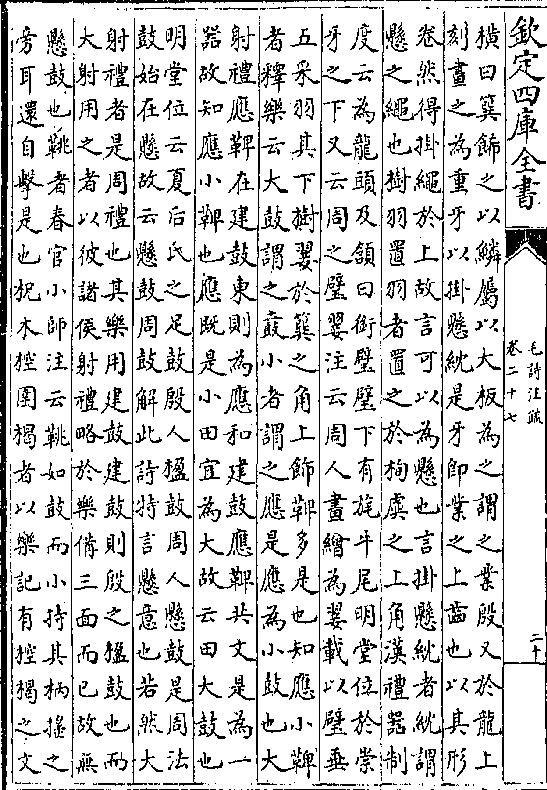 欽定四庫全書
毛詩注疏
卷二十七
二十
橫曰簨飾之以鱗屬以大板為之謂之業殷又於龍上
刻畫之為重牙以掛懸紞是牙即業之上齒也以其形
卷然得掛繩於上故言可以為懸也言掛懸紞者紞謂
懸之繩也樹羽置羽者置之於栒虡之上角漢禮器制
度云為龍頭及頷口銜璧璧下有旄牛尾明堂位於崇
牙之下又云周之璧翣注云周人畫繒為翣載以璧垂
五采羽其下樹翣於簨之角上飾鞞多是也知應小鞞
者釋樂云大鼓謂之鼖小者謂之應是應為小鼓也大
射禮應鞞在建鼓東則為應和建鼓應鞞共文是為一
器故知應小鞞也應既是小田宜為大故云田大鼓也
明堂位云夏后氏之足鼓殷人楹鼓周人懸鼓是周法
鼓始在懸故云懸鼓周鼓解此詩特言懸意也若然大
射禮者是周禮也其樂用建鼓建鼓則殷之楹鼓也而
大射用之者以彼諸侯射禮略於樂備三面而已故無
懸鼓也鞉者春官小師注云鞉如鼓而小持其柄搖之
旁耳還自擊是也柷木椌圉楬者以樂記有椌楬之文